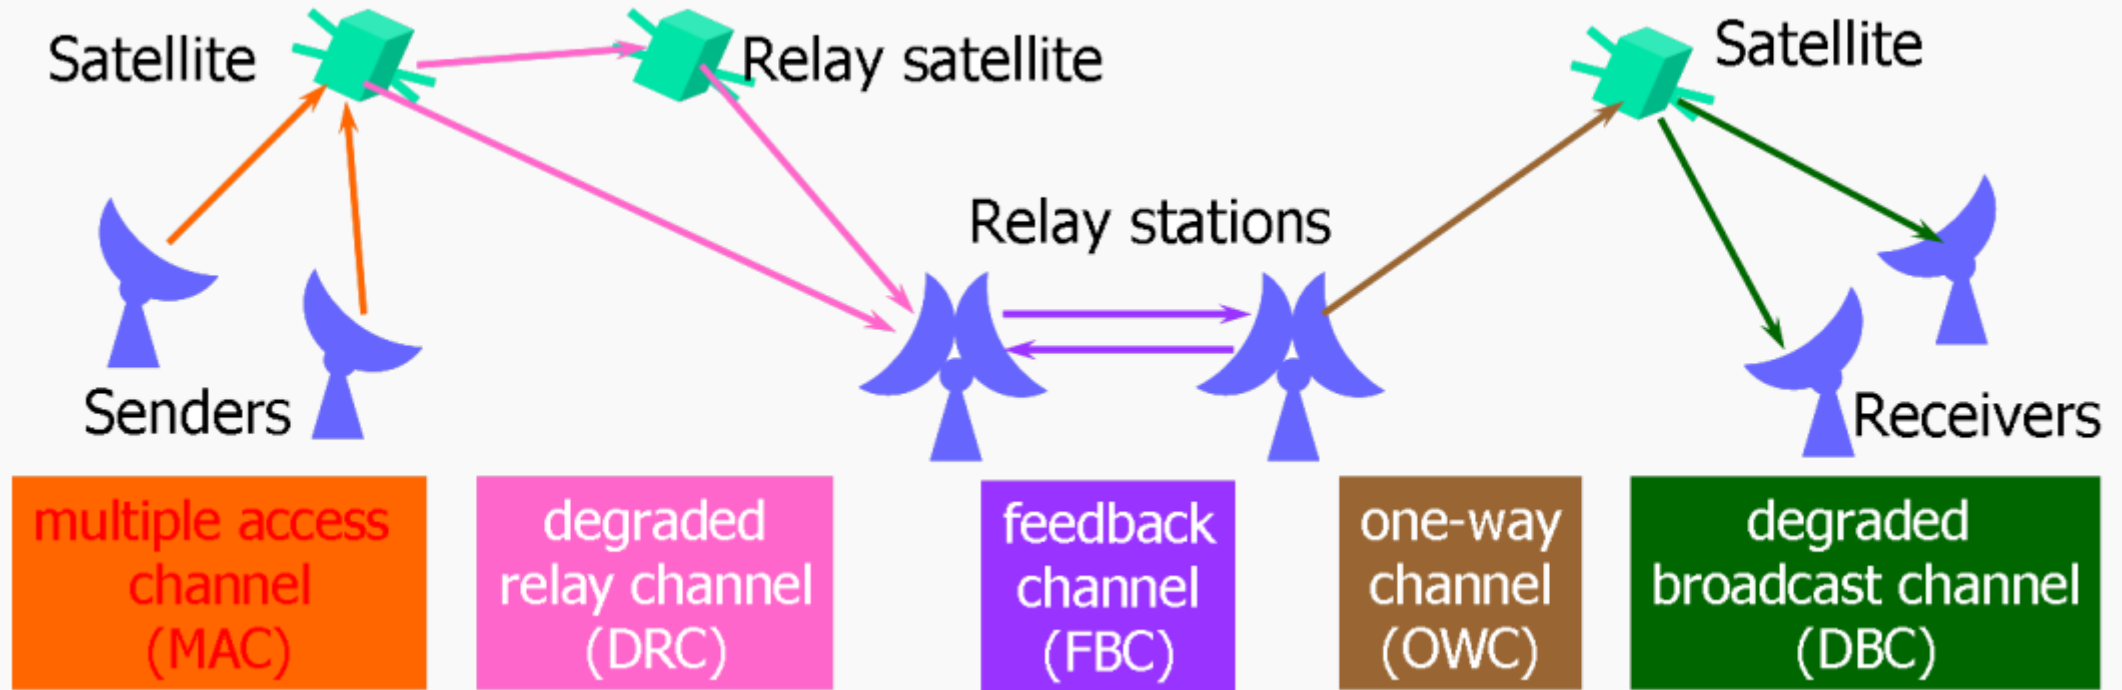 Satellite
Relay satellite
Satellite
Relay stations
Senders
Receivers
multiple access
channel
(MAC)
degraded
relay channel
(DRC)
feedback
channel
(FBC)
one-way
channel
(OWC)
degraded
broadcast channel
(DBC)